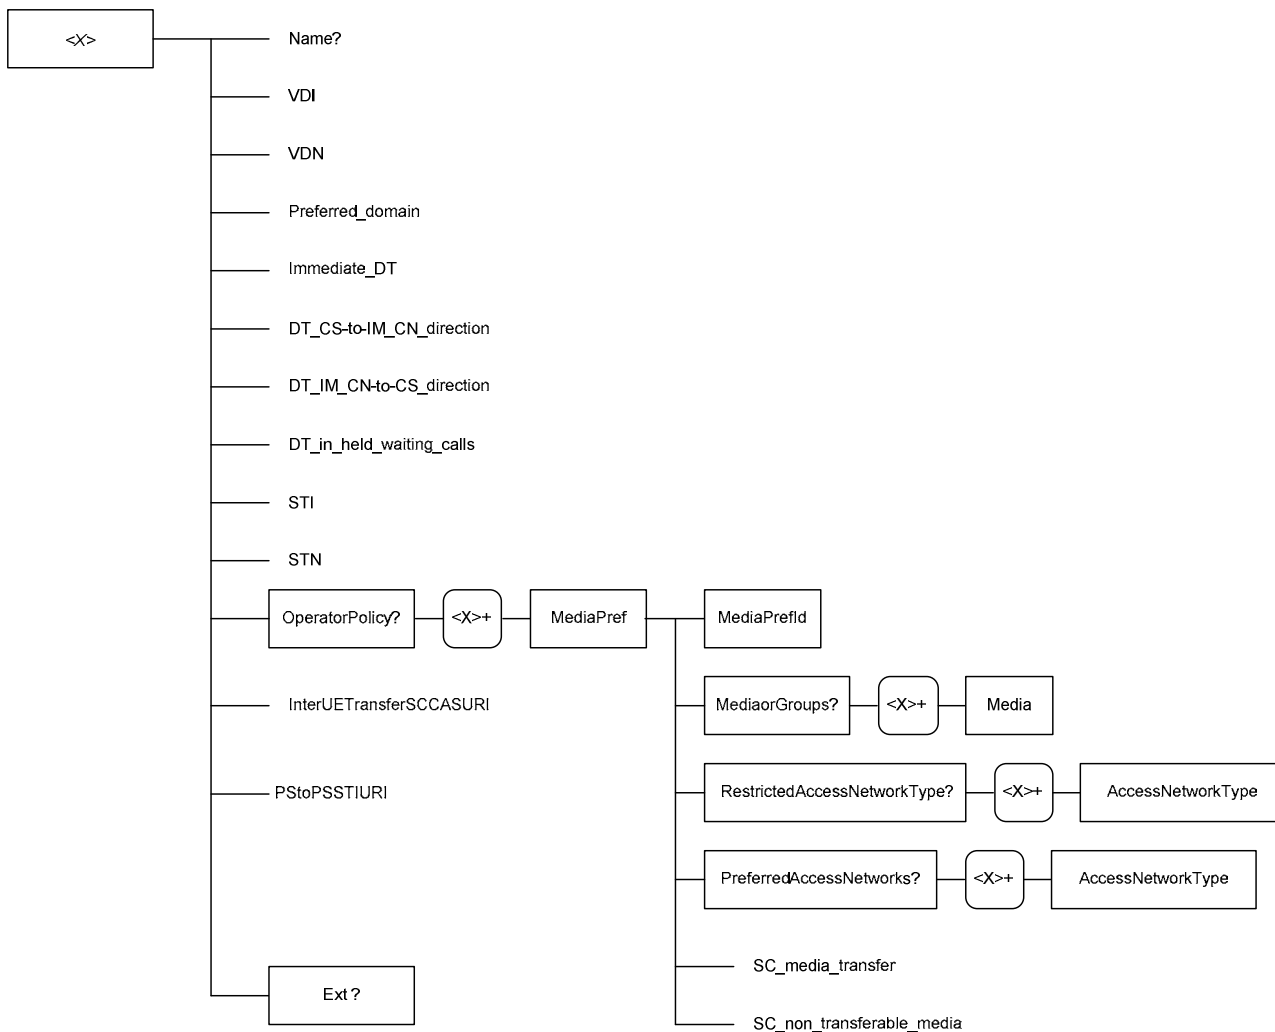 <X>
Name?
VDI
VDN
Preferred_domain
Immediate_DT
DT_CS-to-IM_CN_direction
DT_IM_CN-to-CS_direction
DT_in_held_waiting_calls
STI
STN
OperatorPolicy? <X>+ MediaPref MediaPrefId
InterUETransferSCCASURI MediaorGroups? <X>+ Media
PStoPSSTIURI RestrictedAccessNetworkType? <X>+ AccessNetworkType
PreferredAccessNetworks? <X>+ AccessNetworkType
SC_media_transfer
Ext?
SC_non_transferable_media